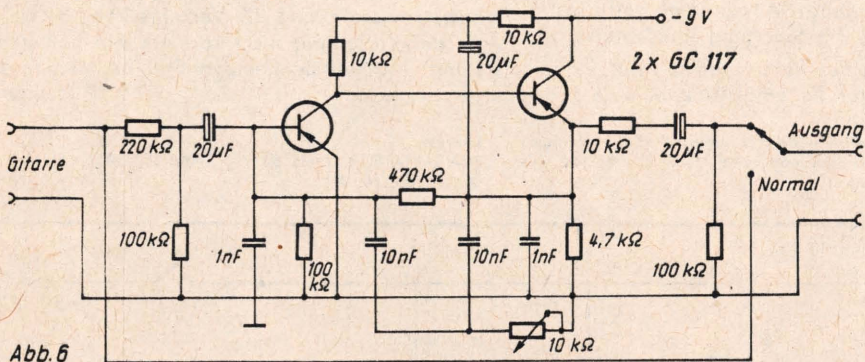 - 9 V
10 kΩ
2 x GC 117
10 kΩ
20 µF
220 kΩ
20 µF
10 kΩ
20 µF
Ausgang
Gitarre
470 kΩ
Normal
100 kΩ
1 nF
100
kΩ
10 nF
10 nF
1 nF
4,7 kΩ
100 kΩ
10 kΩ
Abb. 6